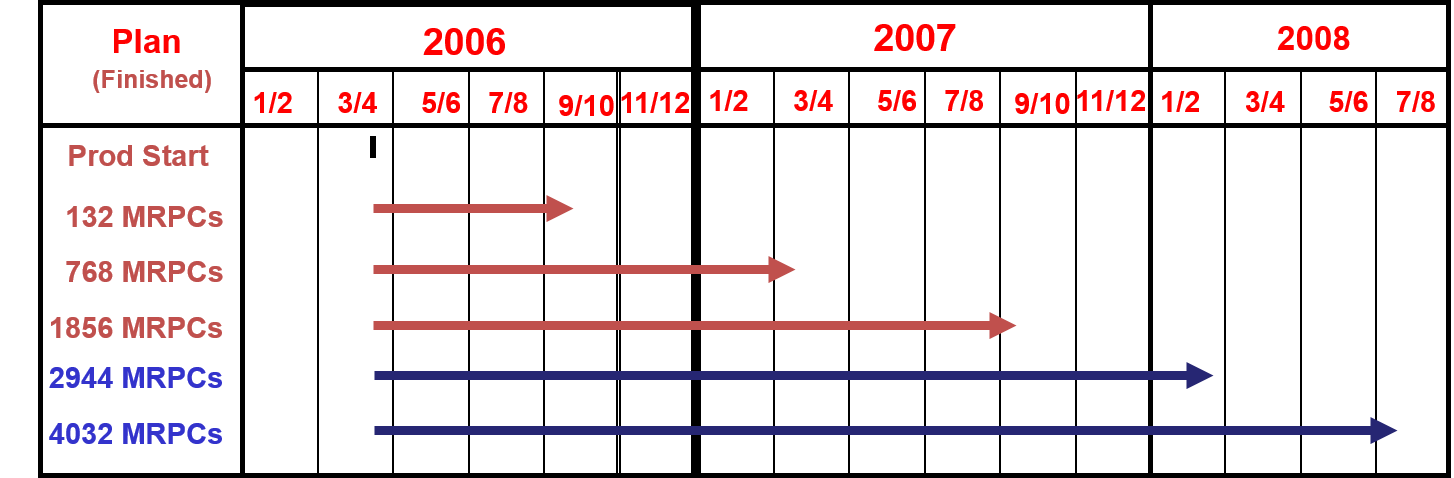 Plan 2006 2007 2008
(Finished)
1/2 3/4 5/6 7/8 9/10 11/12 1/2 3/4 5/6 7/8 9/10 11/12 1/2 3/4 5/6 7/8
Prod Start
132 MRPCs
768 MRPCs
1856 MRPCs
2944 MRPCs
4032 MRPCs